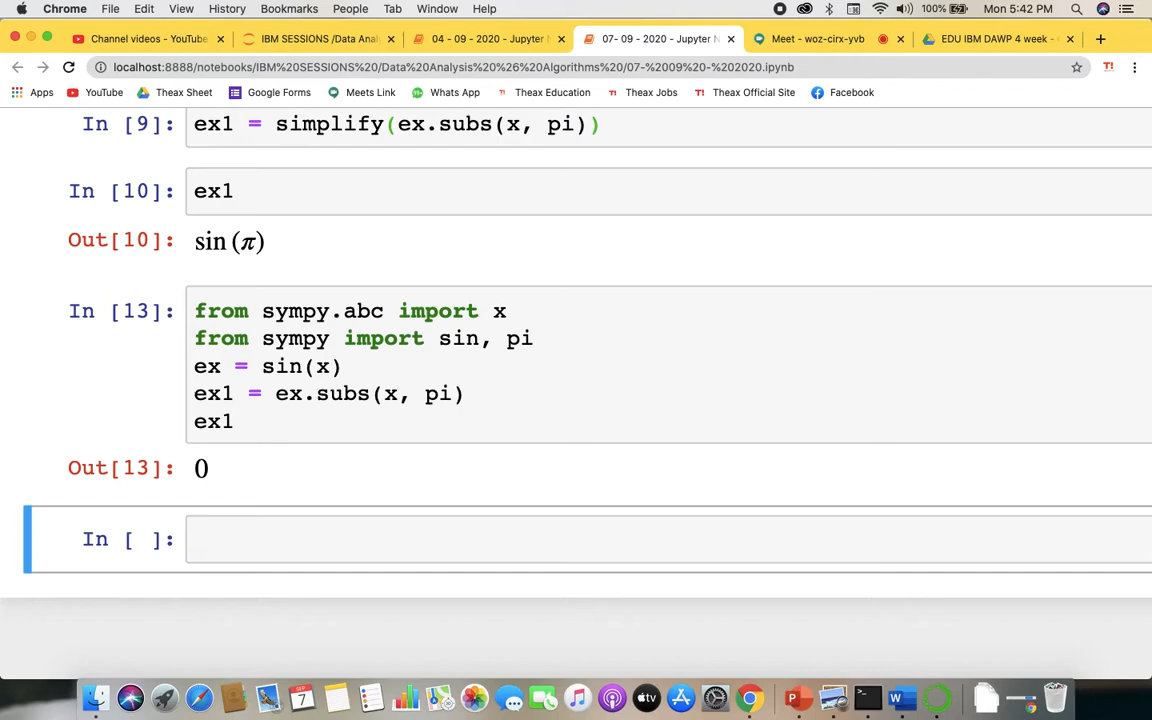 Chrome File Edit View History Bookmarks People Tab Window Help 100% Mon 5:42 PM
Channel videos - YouTube IBM SESSIONS /Data Anal 04 - 09 - 2020 - Jupyter N 07- 09 - 2020 - Jupyter N Meet - woz-cirx-yvb EDU IBM DAWP 4 week -
localhost:8888/notebooks/IBM%20SESSIONS%20/Data%20Analysis%20%26%20Algorithms%20/07-%2009%20-%202020.ipynb T!
Apps YouTube Theax Sheet Google Forms Meets Link Whats App Theax Education Theax Jobs Theax Official Site Facebook
In [9]: ex1 = simplify(ex.subs(x, pi))
In [10]: ex1
Out[10]: sin (π)
In [13]: from sympy.abc import x
from sympy import sin, pi
ex = sin(x)
ex1 = ex.subs(x, pi)
ex1
Out[13]: 0
In [ ]: